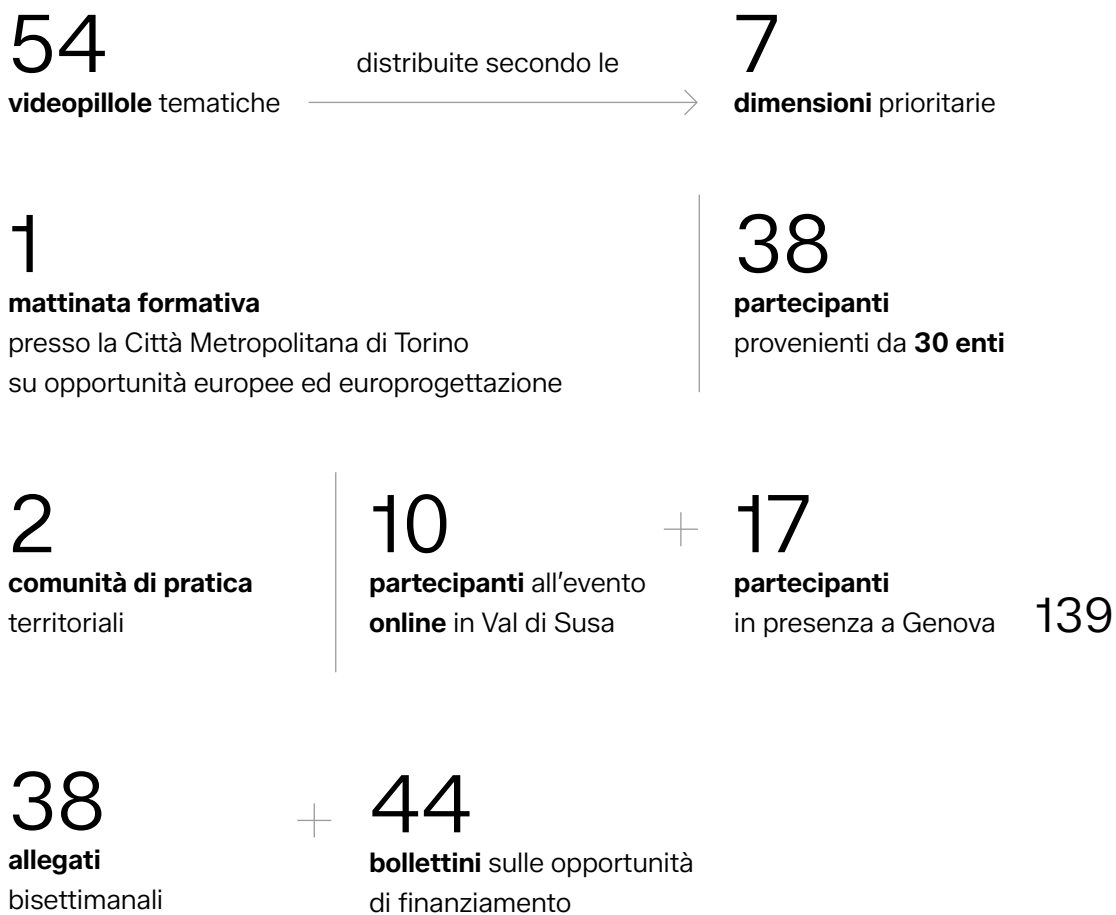 54
videopillole tematiche
distribuite secondo le
7
dimensioni prioritarie
1
mattinata formativa
presso la Città Metropolitana di Torino
su opportunità europee ed europrogettazione
38
partecipanti
provenienti da 30 enti
2
comunità di pratica
territoriali
10
partecipanti all'evento
online in Val di Susa
+
17
partecipanti
in presenza a Genova
139
38
allegati
bisettimanali
+
44
bollettini sulle opportunità
di finanziamento